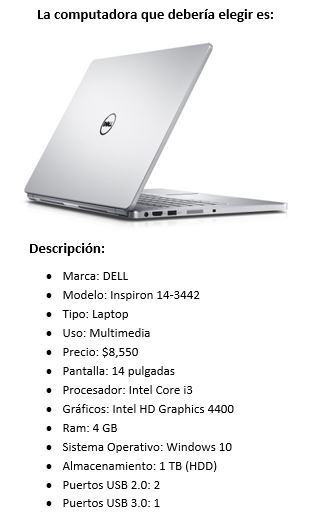 La computadora que debería elegir es:
DELL
Descripción:
• Marca: DELL
• Modelo: Inspiron 14-3442
• Tipo: Laptop
• Uso: Multimedia
• Precio: $8,550
• Pantalla: 14 pulgadas
• Procesador: Intel Core i3
• Gráficos: Intel HD Graphics 4400
• Ram: 4 GB
• Sistema Operativo: Windows 10
• Almacenamiento: 1 TB (HDD)
• Puertos USB 2.0: 2
• Puertos USB 3.0: 1